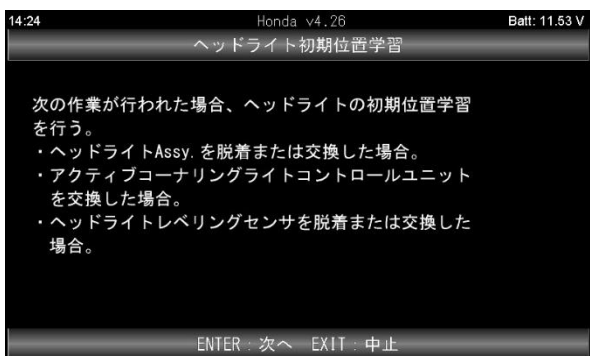 14:24 Honda v4.26 Batt: 11.53 V
ヘッドライト初期位置学習
次の作業が行われた場合、ヘッドライトの初期位置学習
を行う。
・ヘッドライトAssy.を脱着または交換した場合。
・アクティブコーナリングライトコントロールユニット
を交換した場合。
・ヘッドライトレベリングセンサを脱着または交換した
場合。
ENTER：次へ EXIT：中止